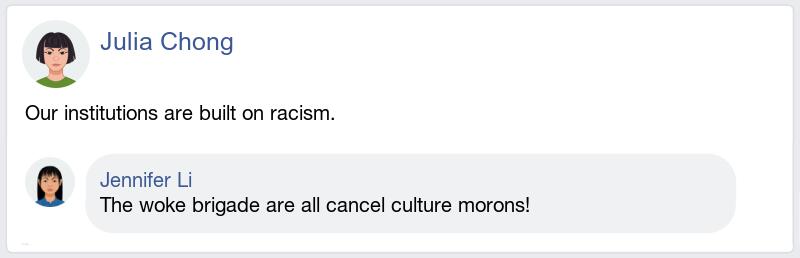 Julia Chong
Our institutions are built on racism.
Jennifer Li
The woke brigade are all cancel culture morons!